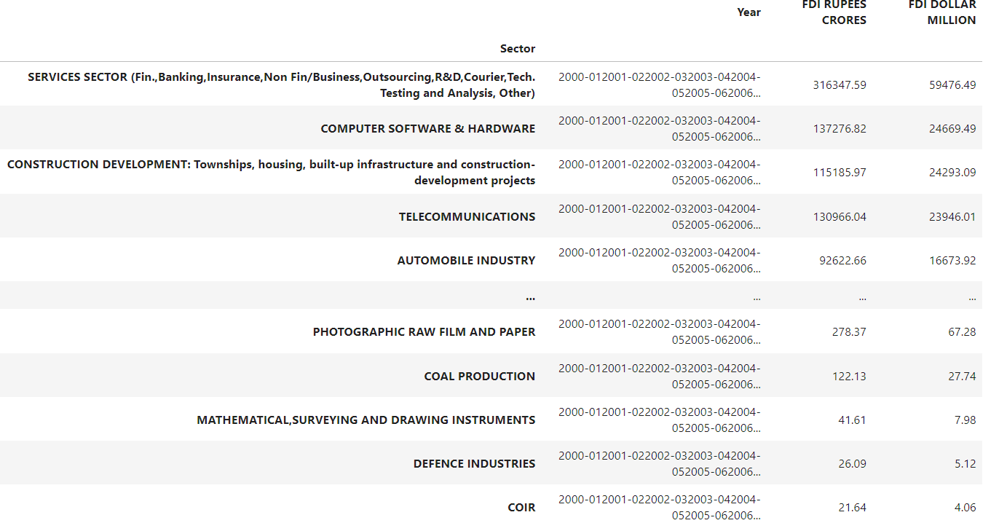 Year FDI RUPEES CRORES FDI DOLLAR MILLION
Sector
SERVICES SECTOR (Fin.,Banking,Insurance,Non Fin/Business,Outsourcing,R&D,Courier,Tech. 2000-012001-022002-032003-042004-
Testing and Analysis, Other) 052005-062006... 316347.59 59476.49
COMPUTER SOFTWARE & HARDWARE 2000-012001-022002-032003-042004-
052005-062006... 137276.82 24669.49
CONSTRUCTION DEVELOPMENT: Townships, housing, built-up infrastructure and construction- 2000-012001-022002-032003-042004-
development projects 052005-062006... 115185.97 24293.09
TELECOMMUNICATIONS 2000-012001-022002-032003-042004-
052005-062006... 130966.04 23946.01
AUTOMOBILE INDUSTRY 2000-012001-022002-032003-042004-
052005-062006... 92622.66 16673.92
... ... ... ...
PHOTOGRAPHIC RAW FILM AND PAPER 2000-012001-022002-032003-042004-
052005-062006... 278.37 67.28
COAL PRODUCTION 2000-012001-022002-032003-042004-
052005-062006... 122.13 27.74
MATHEMATICAL,SURVEYING AND DRAWING INSTRUMENTS 2000-012001-022002-032003-042004-
052005-062006... 41.61 7.98
DEFENCE INDUSTRIES 2000-012001-022002-032003-042004-
052005-062006... 26.09 5.12
COIR 2000-012001-022002-032003-042004-
052005-062006... 21.64 4.06